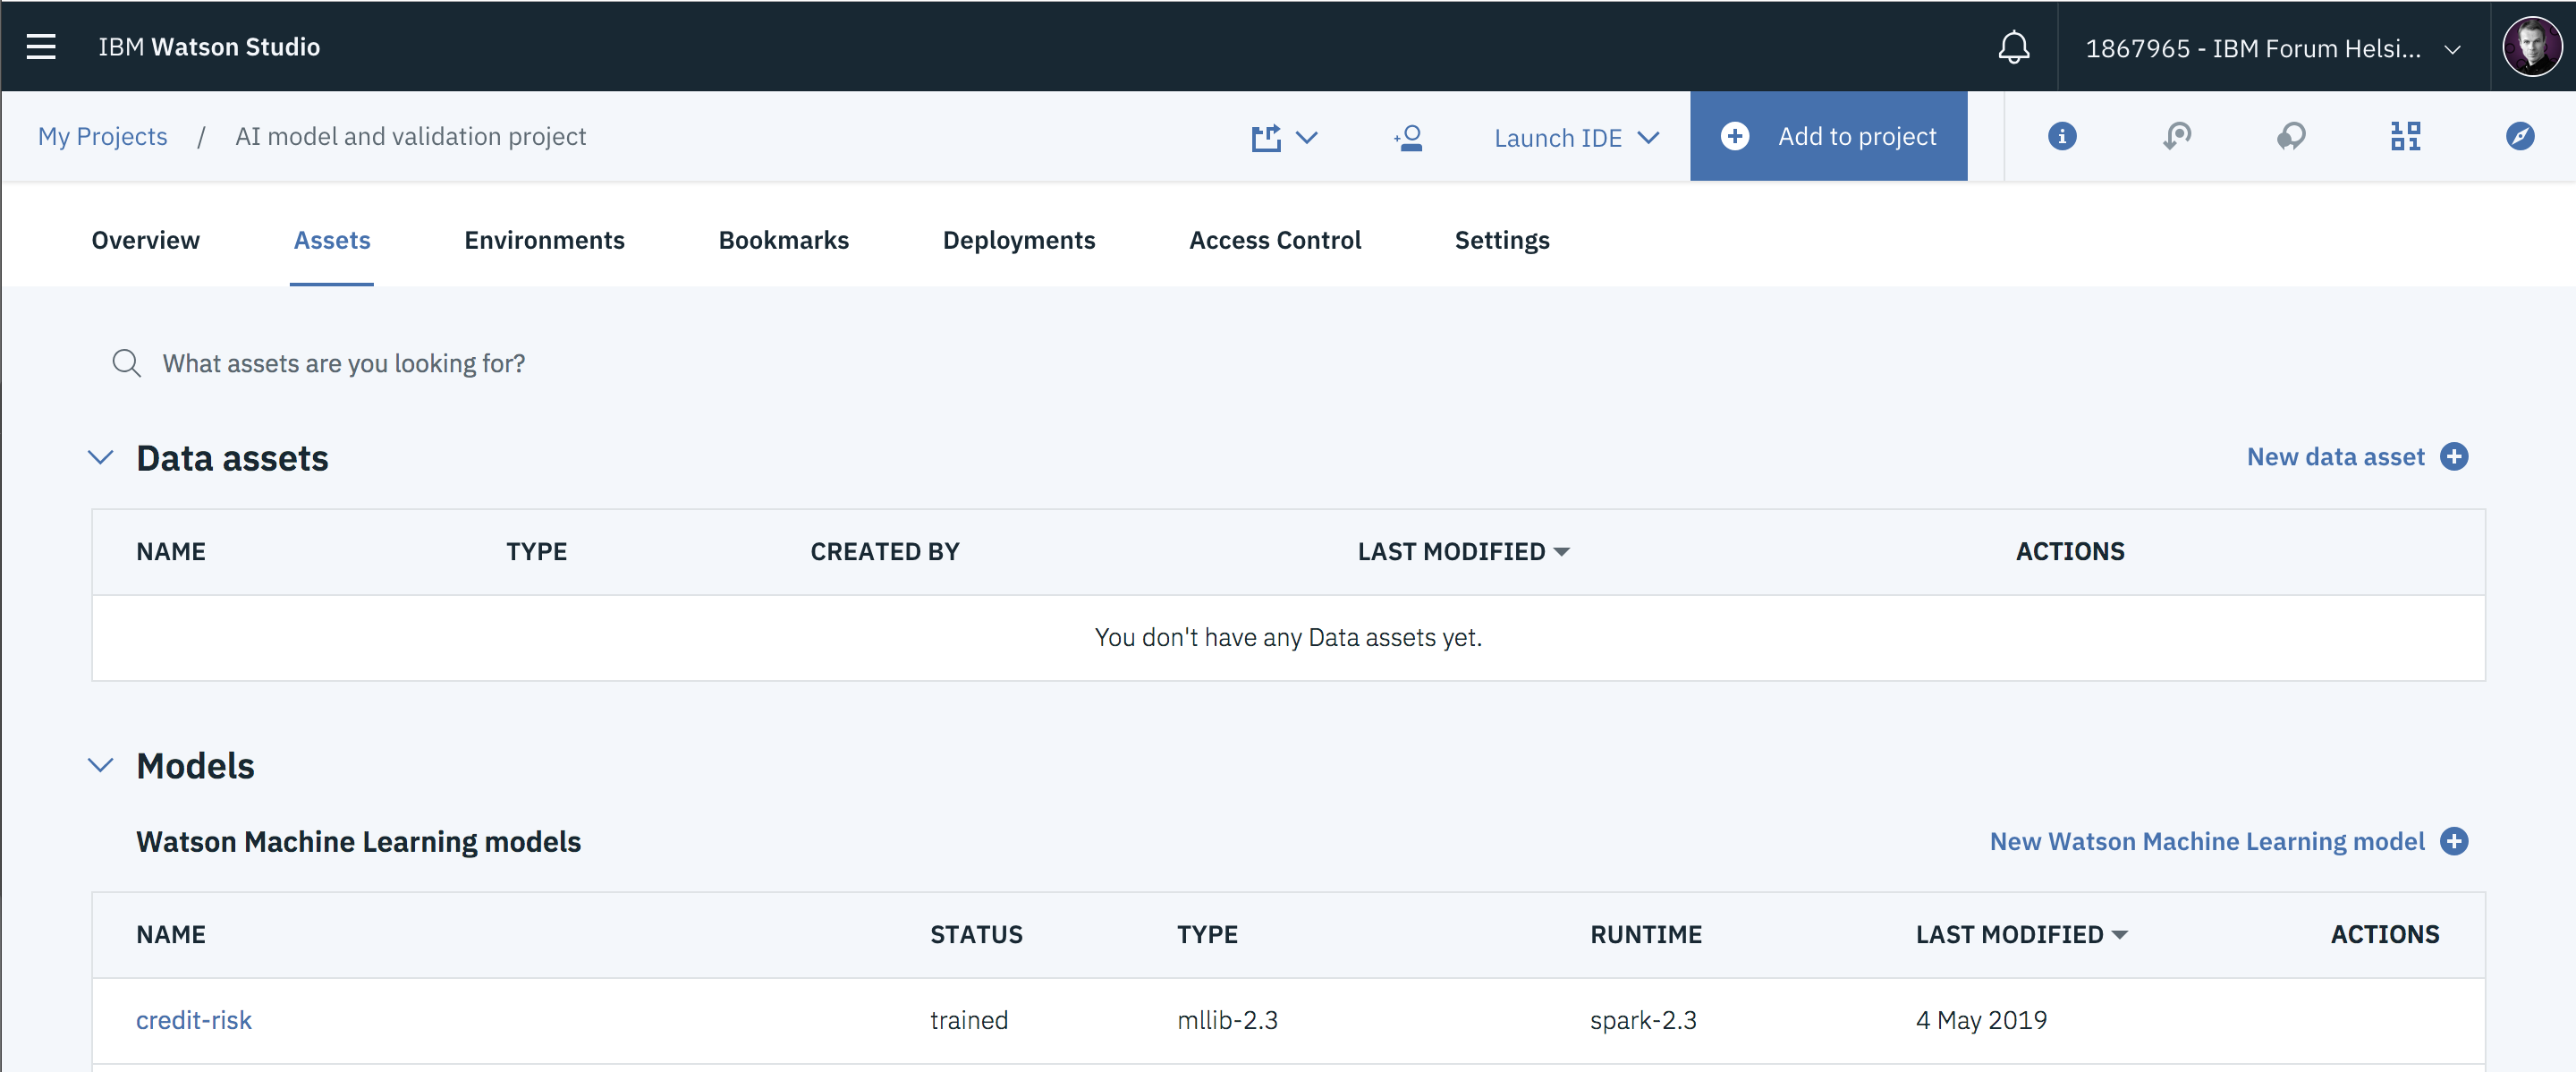 IBM Watson Studio
1867965 - IBM Forum Helsi...
My Projects / AI model and validation project
Launch IDE
Add to project
Overview Assets Environments Bookmarks Deployments Access Control Settings
What assets are you looking for?
Data assets
New data asset
NAME TYPE CREATED BY LAST MODIFIED ACTIONS
You don't have any Data assets yet.
Models
Watson Machine Learning models
New Watson Machine Learning model
NAME STATUS TYPE RUNTIME LAST MODIFIED ACTIONS
credit-risk trained mllib-2.3 spark-2.3 4 May 2019